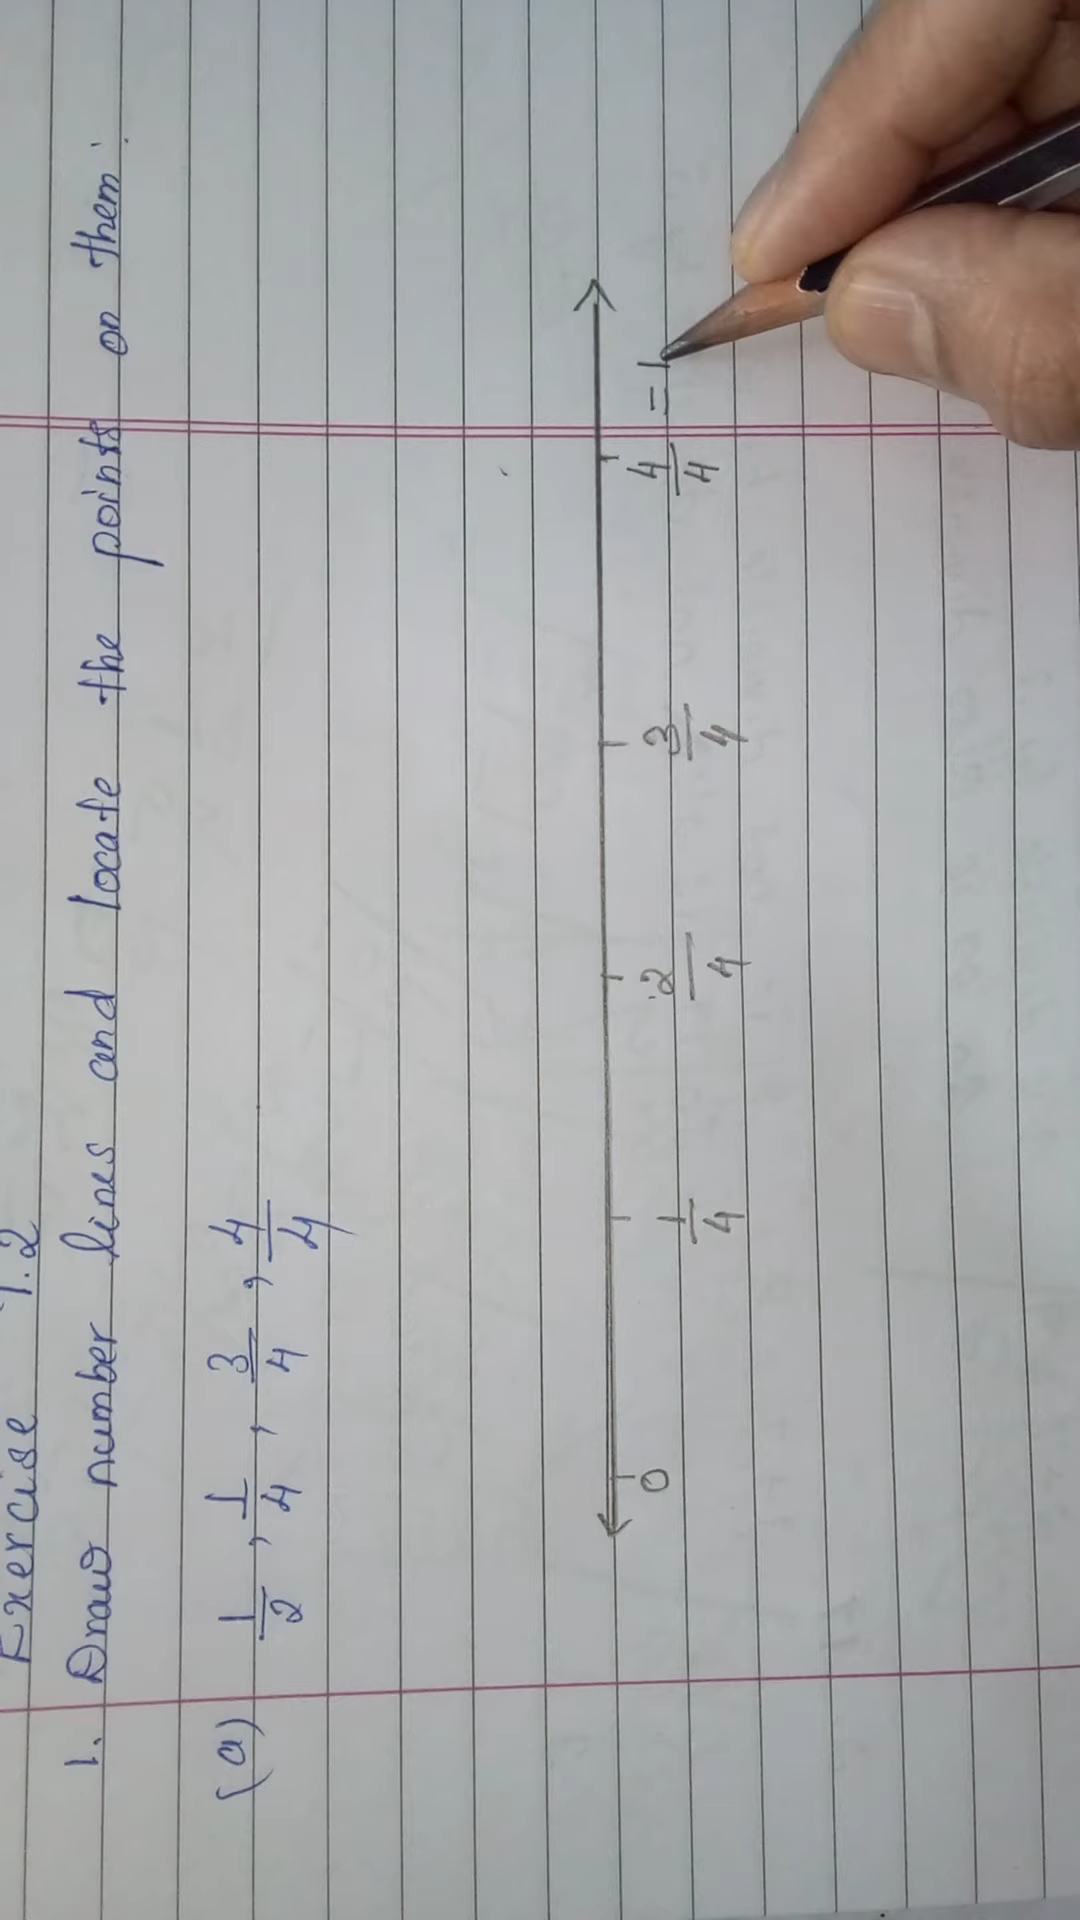 Exercise 7.2
1. Draw number lines and locate the points on them.
(a) 1/2, 1/4, 3/4, 4/4
0 1/4 2/4 3/4 4/4 = 1